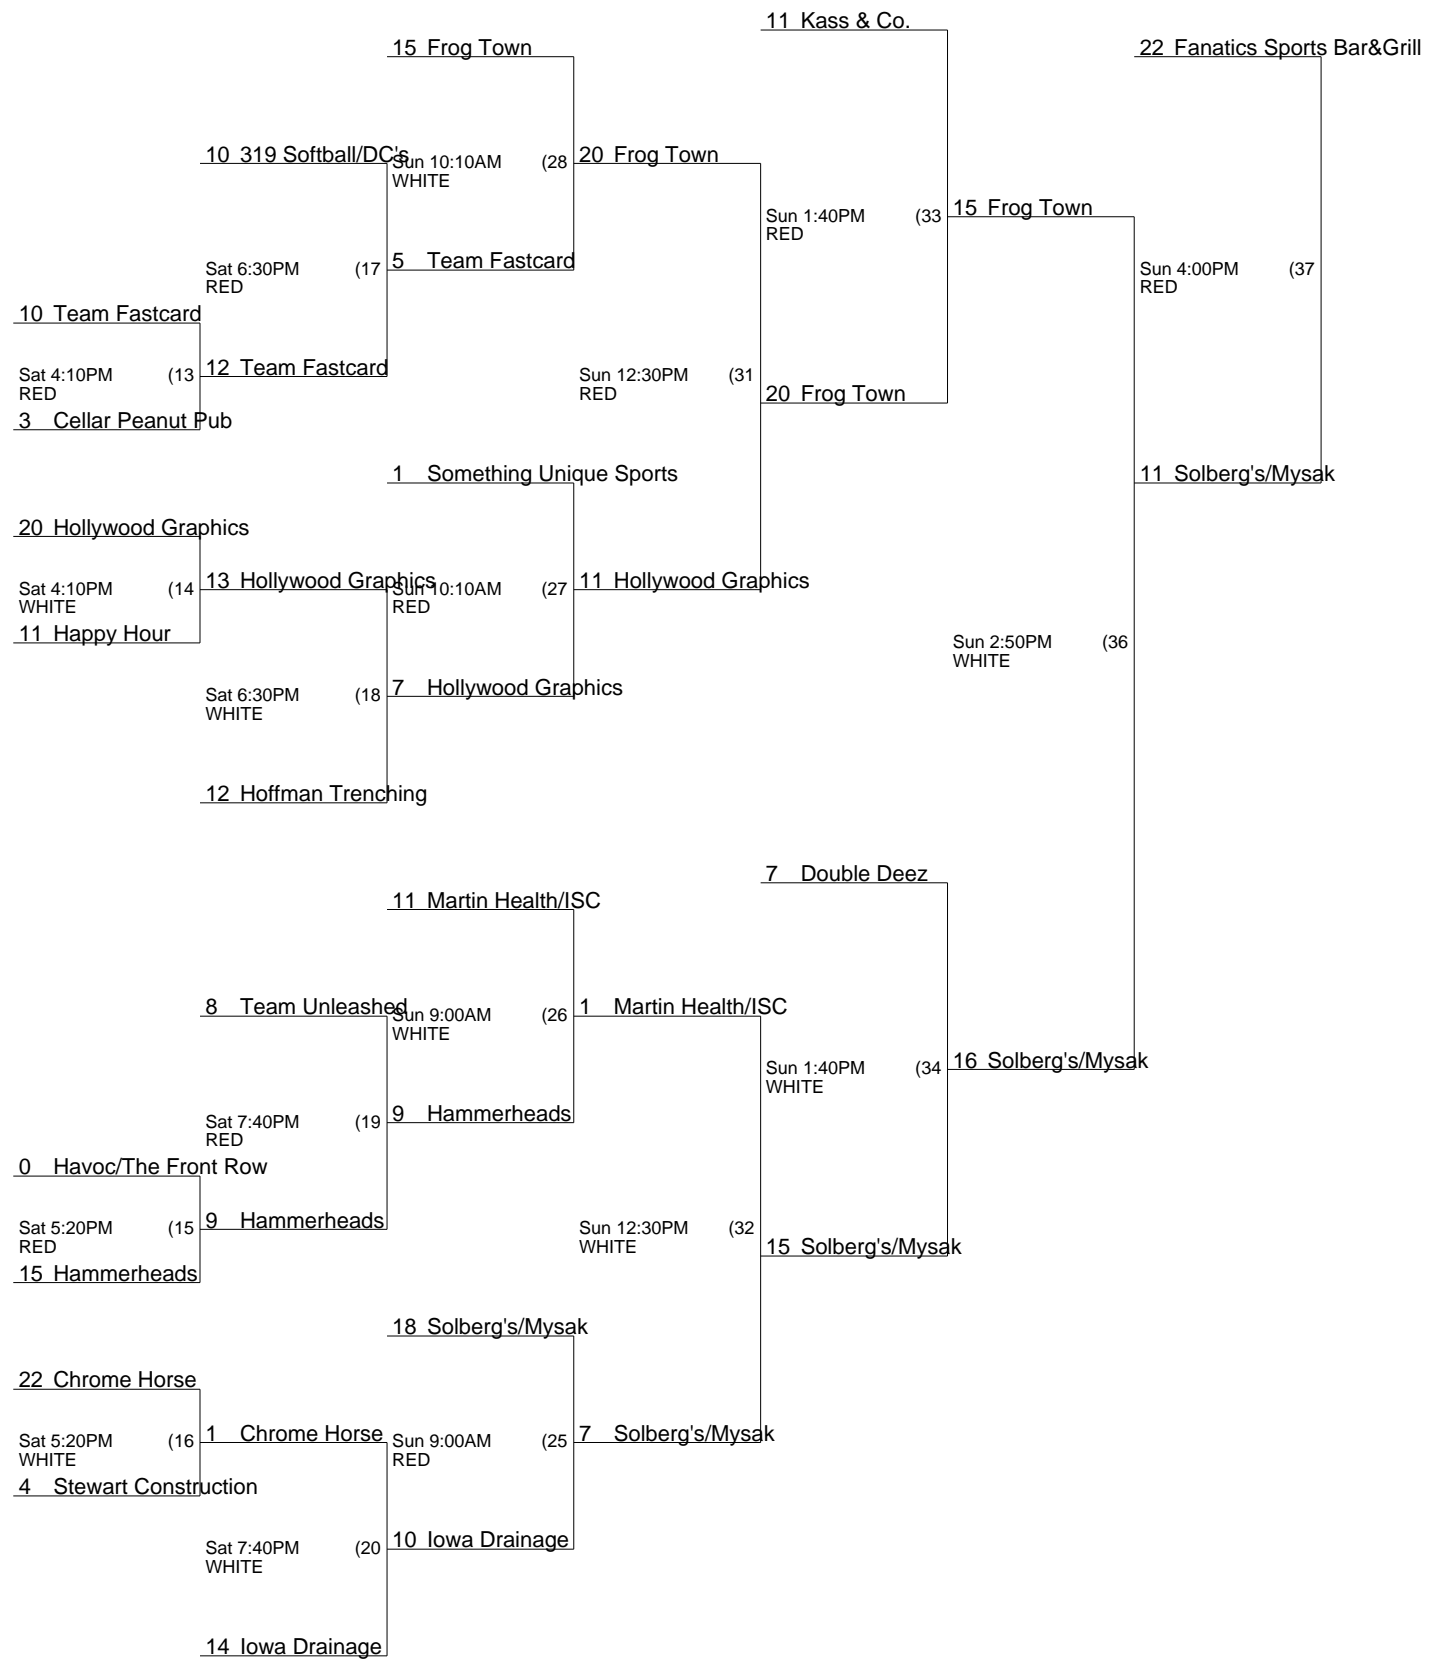 11 Kass & Co.
15 Frog Town
22 Fanatics Sports Bar&Grill
10 319 Softball/DC's
Sun 10:10AM (28
WHITE
20 Frog Town
Sun 1:40PM (33
RED
15 Frog Town
Sat 6:30PM (17
RED
5 Team Fastcard
Sun 4:00PM (37
RED
10 Team Fastcard
Sat 4:10PM (13
RED
12 Team Fastcard
Sun 12:30PM (31
RED
20 Frog Town
3 Cellar Peanut Pub
1 Something Unique Sports
11 Solberg's/Mysak
20 Hollywood Graphics
Sat 4:10PM (14
WHITE
13 Hollywood Graphics
Sun 10:10AM (27
RED
11 Hollywood Graphics
11 Happy Hour
Sun 2:50PM (36
WHITE
Sat 6:30PM (18
WHITE
7 Hollywood Graphics
12 Hoffman Trenching
7 Double Deez
11 Martin Health/ISC
8 Team Unleashed
Sun 9:00AM (26
WHITE
1 Martin Health/ISC
Sun 1:40PM (34
WHITE
16 Solberg's/Mysak
Sat 7:40PM (19
RED
9 Hammerheads
0 Havoc/The Front Row
Sat 5:20PM (15
RED
9 Hammerheads
Sun 12:30PM (32
WHITE
15 Solberg's/Mysak
15 Hammerheads
18 Solberg's/Mysak
22 Chrome Horse
Sat 5:20PM (16
WHITE
1 Chrome Horse
Sun 9:00AM (25
RED
7 Solberg's/Mysak
4 Stewart Construction
Sat 7:40PM (20
WHITE
10 Iowa Drainage
14 Iowa Drainage